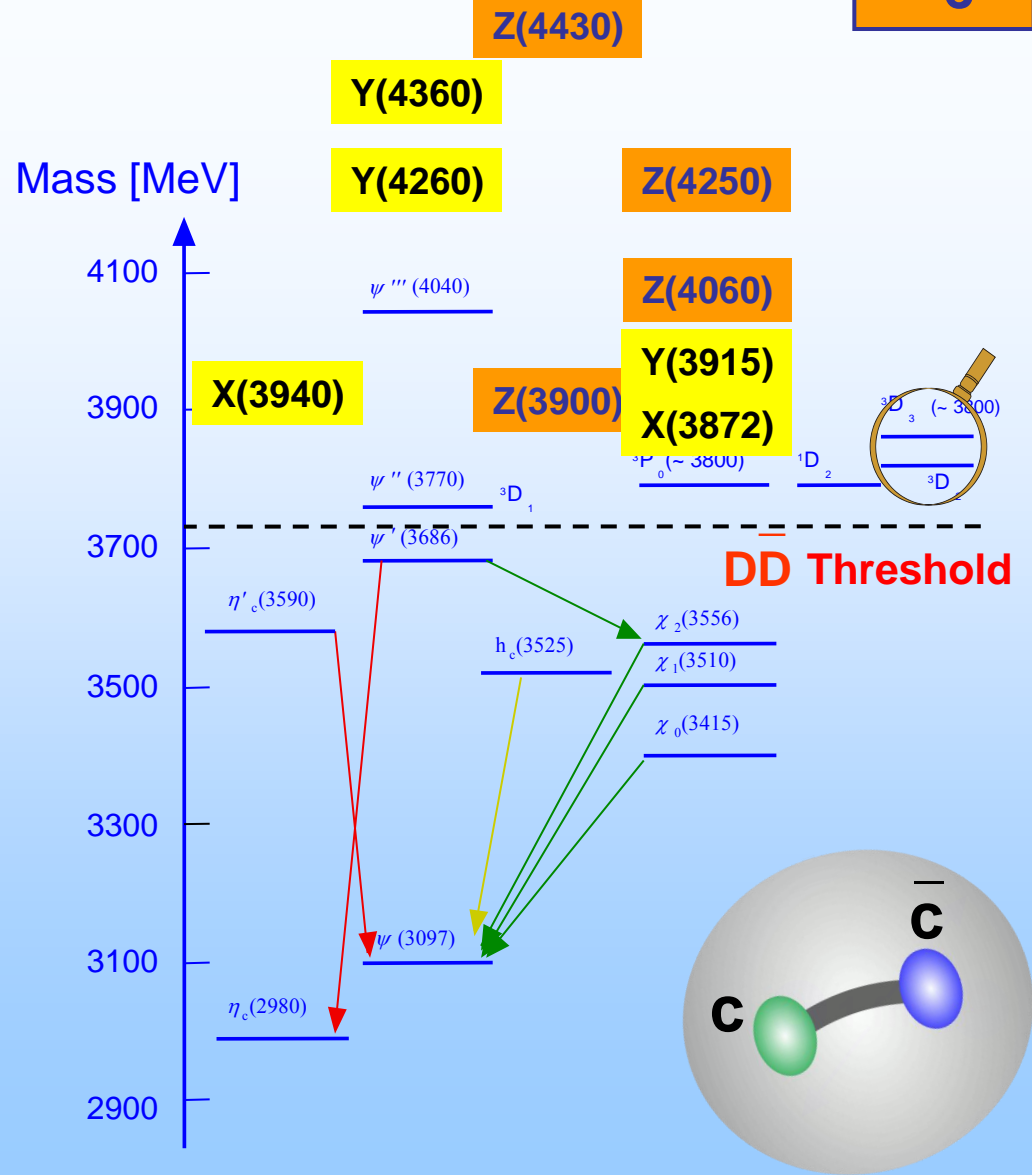 Z(4430)
Y(4360)
Mass [MeV]
Y(4260)
Z(4250)
4100
ψ ''' (4040)
Z(4060)
Y(3915)
X(3940)
3900
Z(3900)
X(3872)
³D₃ (~ 3800)
³P₀ (~ 3800)
¹D₂
ψ '' (3770)
³D₁
³D
3700
ψ ' (3686)
DD̄ Threshold
η′c(3590)
χ₂(3556)
hc(3525)
χ₁(3510)
3500
χ₀(3415)
3300
ψ (3097)
3100
ηc(2980)
c̄
c
2900